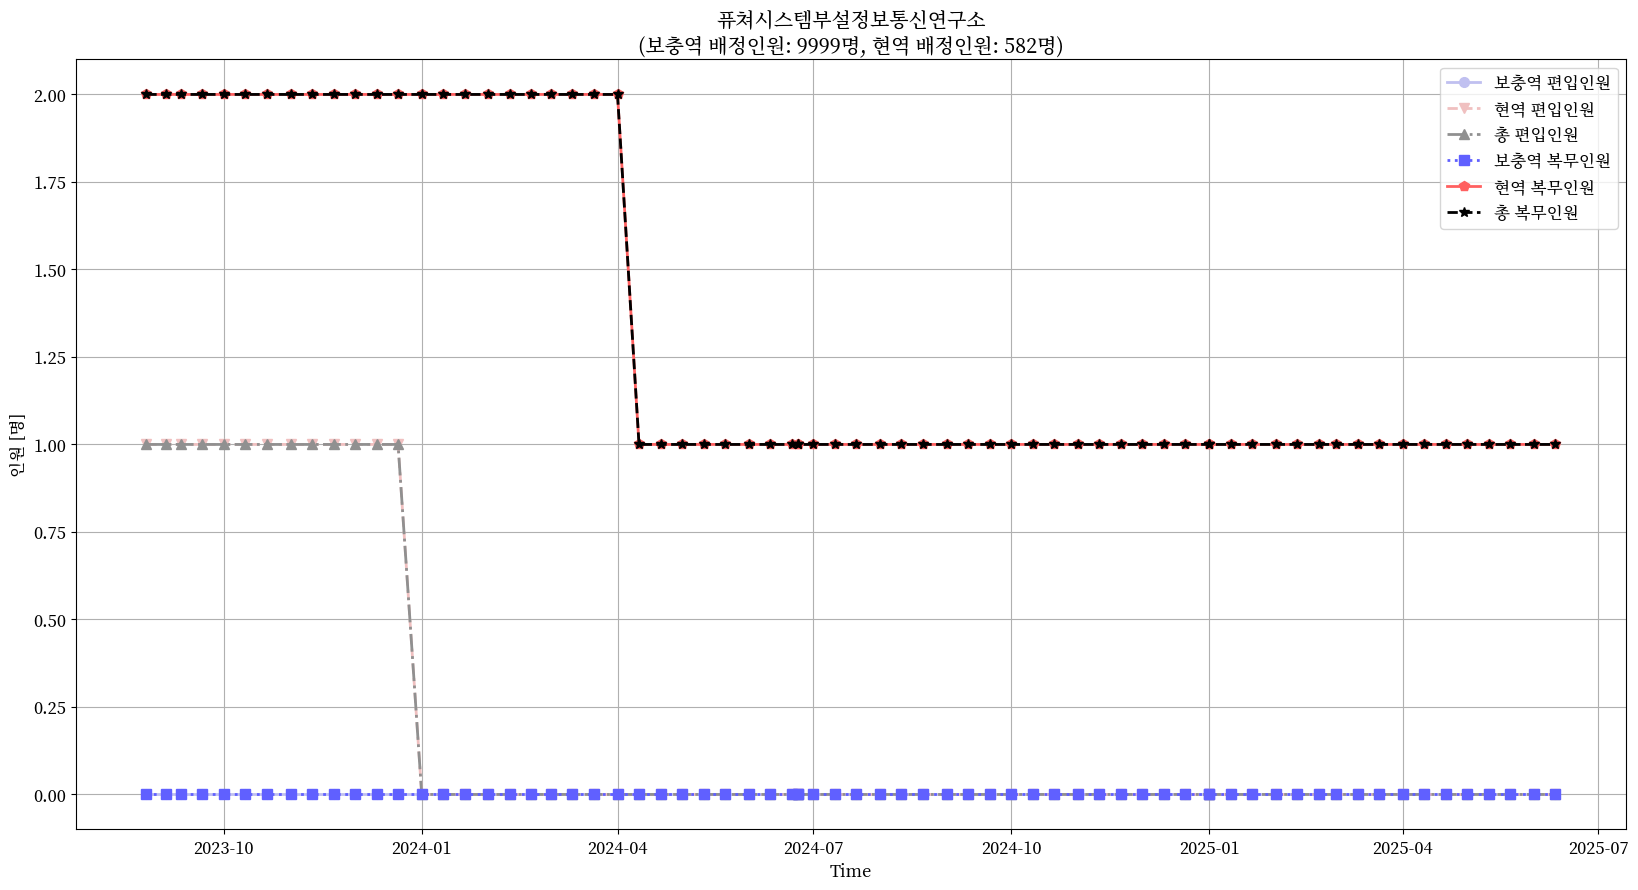 퓨쳐시스템부설정보통신연구소
(보충역 배정인원: 9999명, 현역 배정인원: 582명)
보충역 편입인원
현역 편입인원
총 편입인원
보충역 복무인원
현역 복무인원
총 복무인원
2.00
1.75
1.50
1.25
1.00
0.75
0.50
0.25
0.00
인원 [명]
2023-10
2024-01
2024-04
2024-07
2024-10
2025-01
2025-04
2025-07
Time